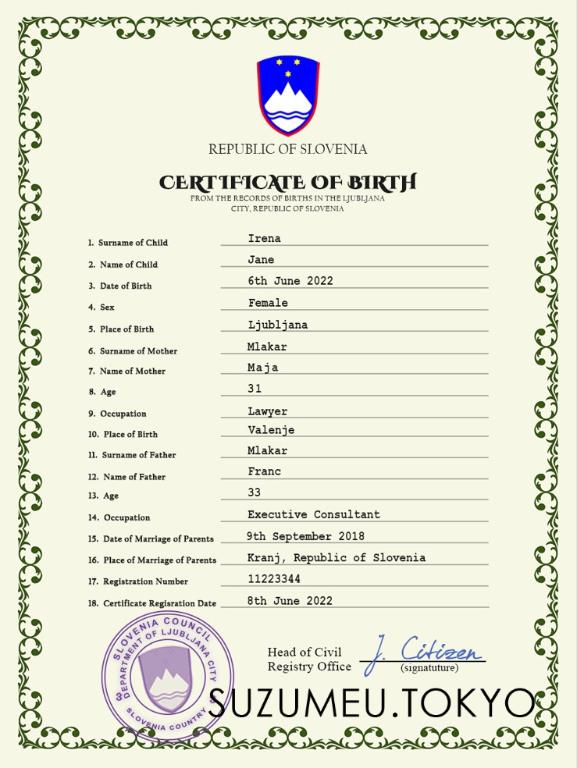 REPUBLIC OF SLOVENIA
CERTIFICATE OF BIRTH
FROM THE RECORDS OF BIRTHS IN THE LJUBLJANA
CITY, REPUBLIC OF SLOVENIA
1. Surname of Child Irena
2. Name of Child Jane
3. Date of Birth 6th June 2022
4. Sex Female
5. Place of Birth Ljubljana
6. Surname of Mother Mlakar
7. Name of Mother Maja
8. Age 31
9. Occupation Lawyer
10. Place of Birth Valenje
11. Surname of Father Mlakar
12. Name of Father Franc
13. Age 33
14. Occupation Executive Consultant
15. Date of Marriage of Parents 9th September 2018
16. Place of Marriage of Parents Kranj, Republic of Slovenia
17. Registration Number 11223344
18. Certificate Regisration Date 8th June 2022
SLOVENIA COUNCIL
DEPARTMENT OF LJUBLJANA CITY
SLOVENIA COUNTRY
Head of Civil
Registry Office J. Citizen
(signatuture)
SUZUMEU.TOKYO